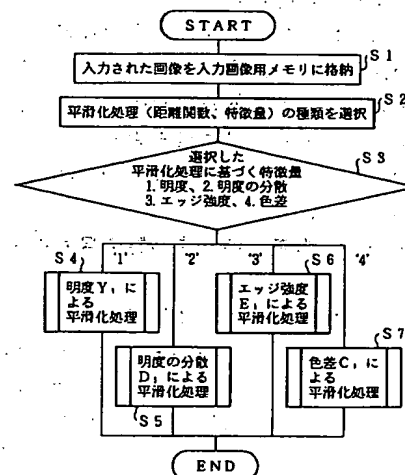 START
S1
入力された画像を入力画像用メモリに格納
S2
平滑化処理(距離関数、特徴量)の種類を選択
S3
選択した
平滑化処理に基づく特徴量
1.明度、2.明度の分散
3.エッジ強度、4.色差
S4
'1'
'2'
'3'
S6
'4'
明度Y₁
による
平滑化処理
エッジ強度
E₁による
平滑化処理
S7
明度の分散
D₁による
平滑化処理
色差C₁に
よる
平滑化処理
S5
END